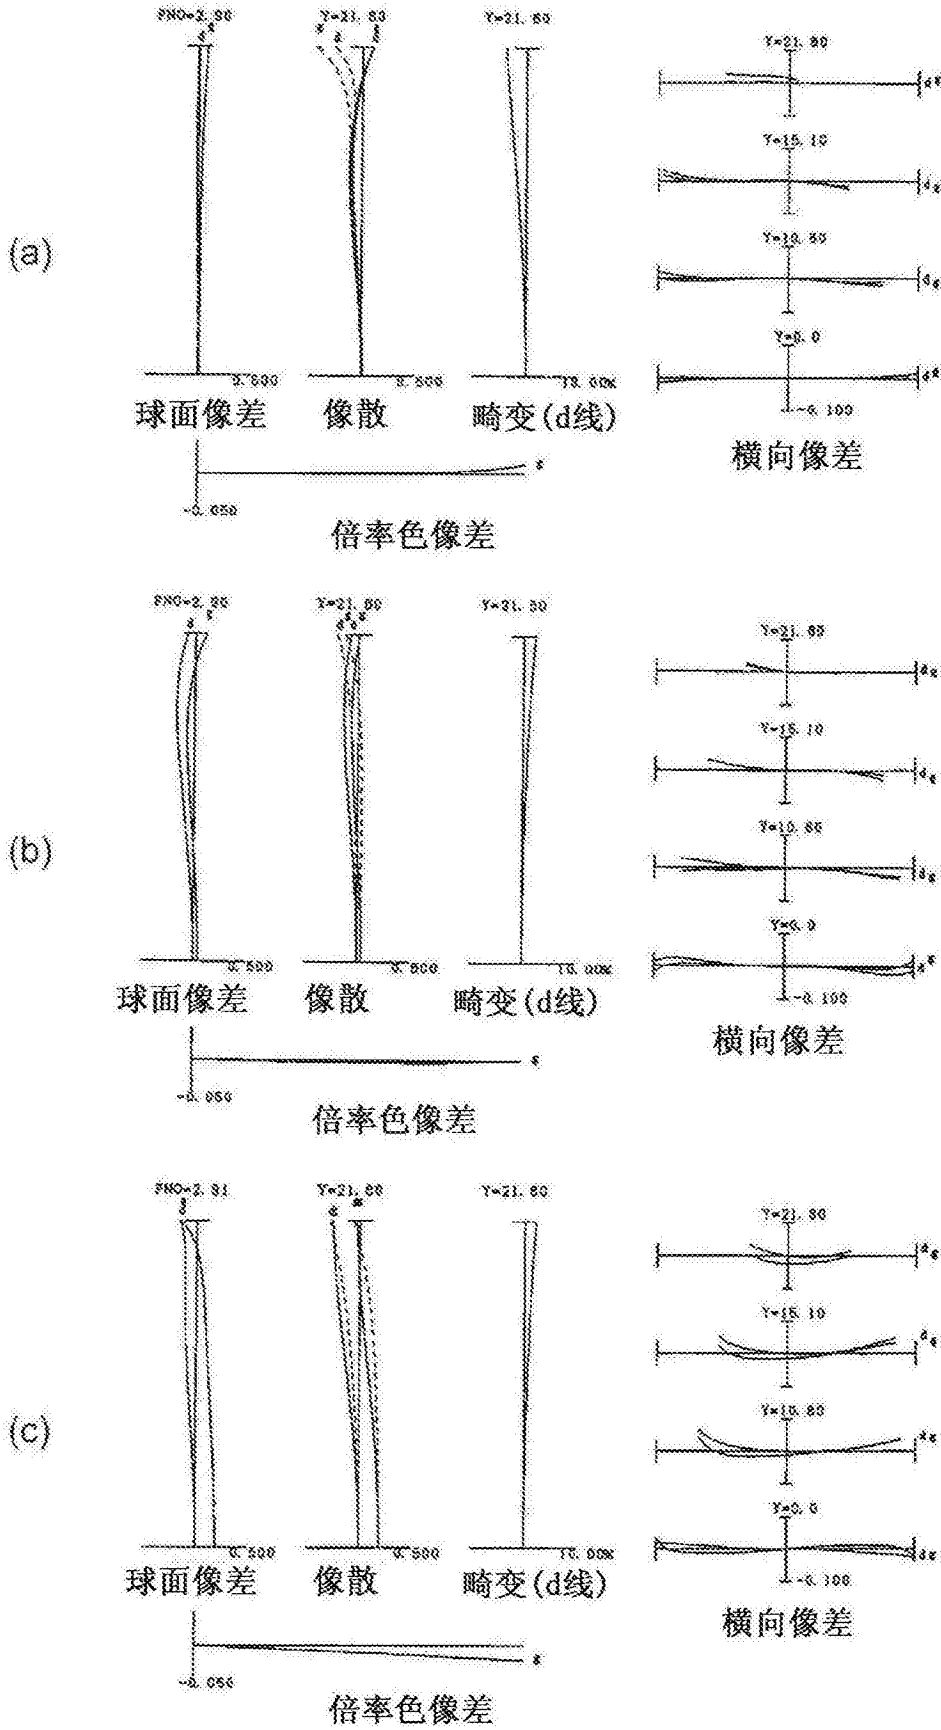 (a)
FNO=2.80
Y=21.60
Y=21.60
球面像差
像散
10.00%
畸变(d线)
Y=21.60
Y=15.10
Y=10.80
Y=0.0
-0.100
横向像差
g
-0.050
倍率色像差
(b)
FNO=2.80
Y=21.60
Y=21.60
0.500
球面像差
0.500
像散
10.00%
畸变(d线)
Y=21.60
Y=15.10
Y=10.80
Y=0.0
-0.100
横向像差
g
-0.050
倍率色像差
(c)
FNO=2.81
Y=21.60
Y=21.60
0.500
球面像差
0.500
像散
10.00%
畸变(d线)
Y=21.60
Y=15.10
Y=10.80
Y=0.0
-0.100
横向像差
g
-0.050
倍率色像差